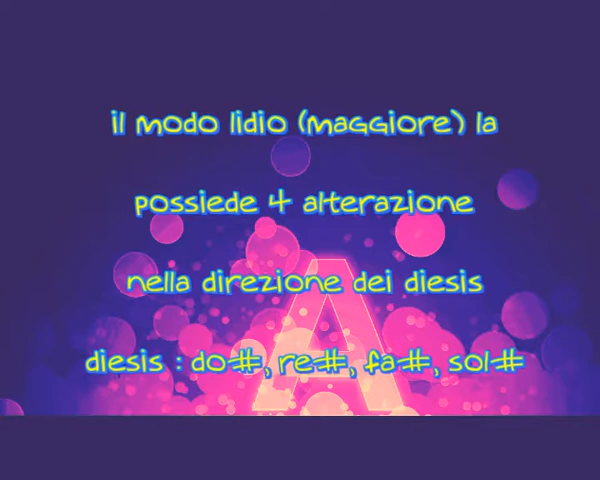 il modo lidio (maggiore) la
possiede 4 alterazione
nella direzione dei diesis
diesis : do#, re#, fa#, sol#
A